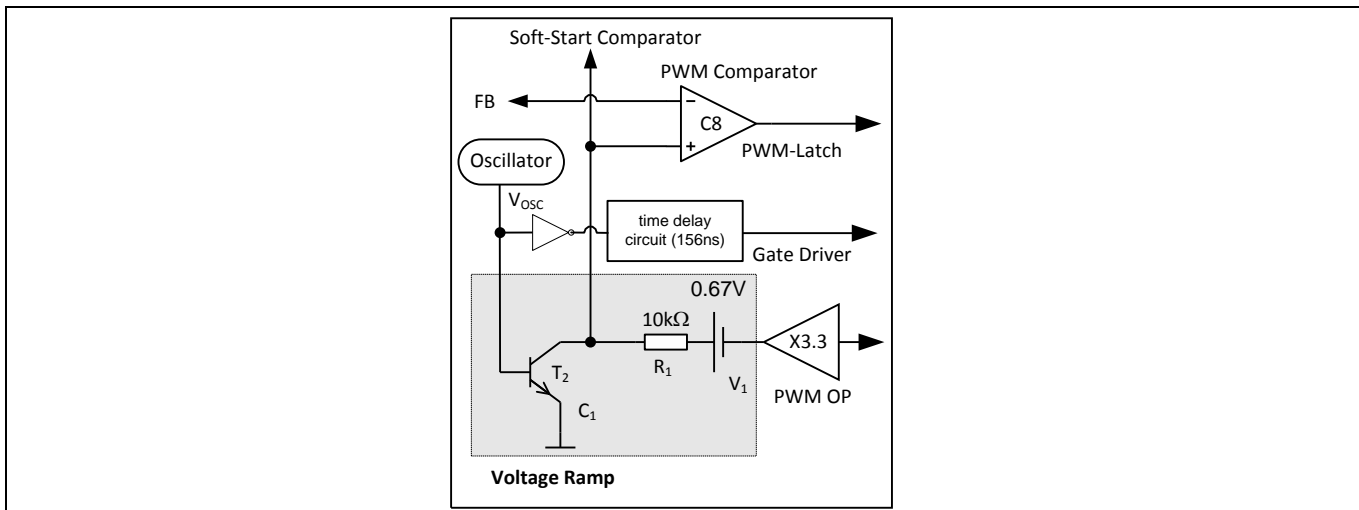 Soft-Start Comparator
PWM Comparator
FB
C8
PWM-Latch
Oscillator
VOSC
time delay
circuit (156ns)
Gate Driver
0.67V
10kΩ
X3.3
R1
T2
V1
PWM OP
C1
Voltage Ramp